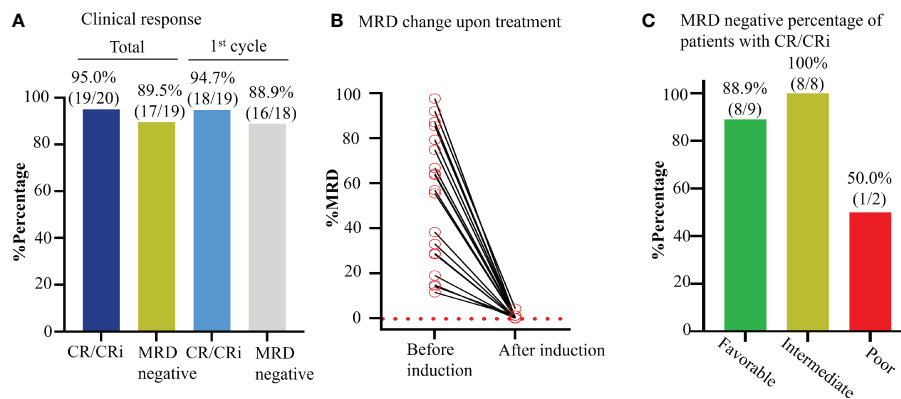 A
Clinical response
Total
1st cycle
95.0%
(19/20)
89.5%
(17/19)
94.7%
(18/19)
88.9%
(16/18)
%Percentage
100
80
60
40
20
0
CR/CRi
MRD
negative
CR/CRi
MRD
negative
B
MRD change upon treatment
%MRD
100
80
60
40
20
0
Before
induction
After induction
C
MRD negative percentage of
patients with CR/CRi
88.9%
(8/9)
100%
(8/8)
50.0%
(1/2)
%Percentage
100
80
60
40
20
0
Favorable
Intermediate
Poor